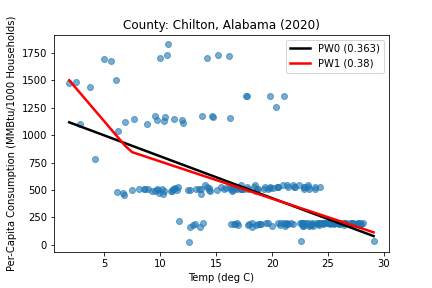 County: Chilton, Alabama (2020)
Per-Capita Consumption (MMBtu/1000 Households)
1750
1500
1250
1000
750
500
250
0
PW0 (0.363)
PW1 (0.38)
5 10 15 20 25 30
Temp (deg C)